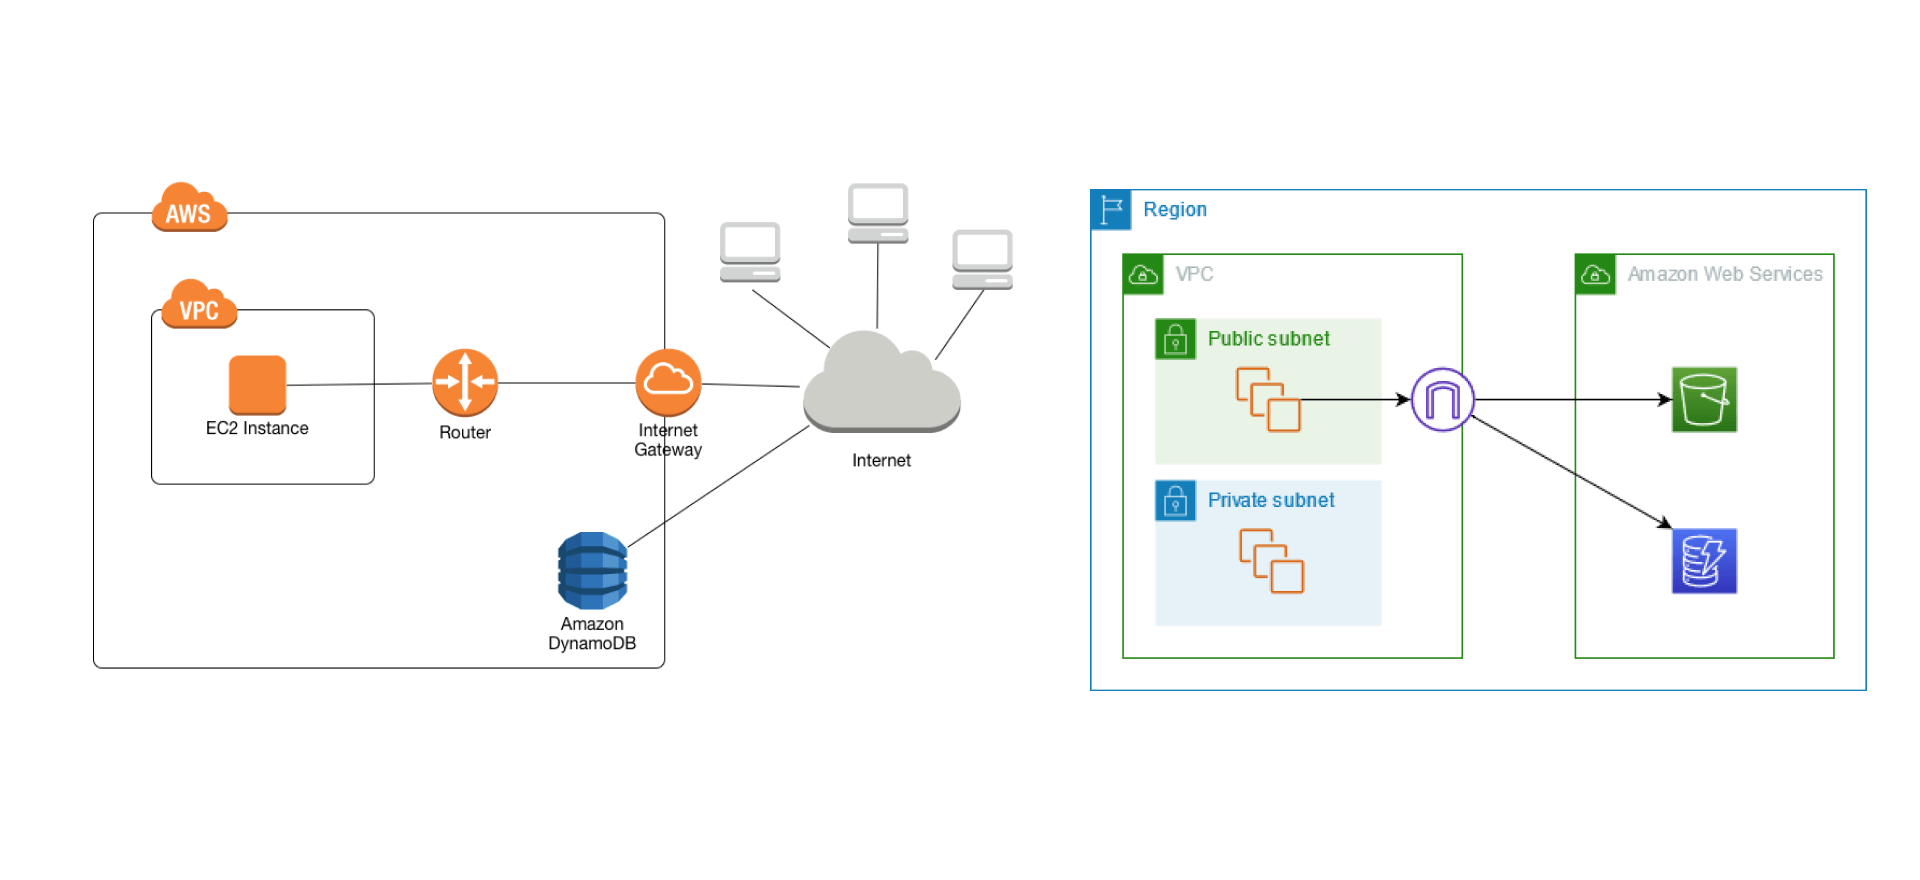 AWS
VPC
EC2 Instance
Router
Internet
Gateway
Internet
Amazon
DynamoDB
Region
VPC
Amazon Web Services
Public subnet
Private subnet